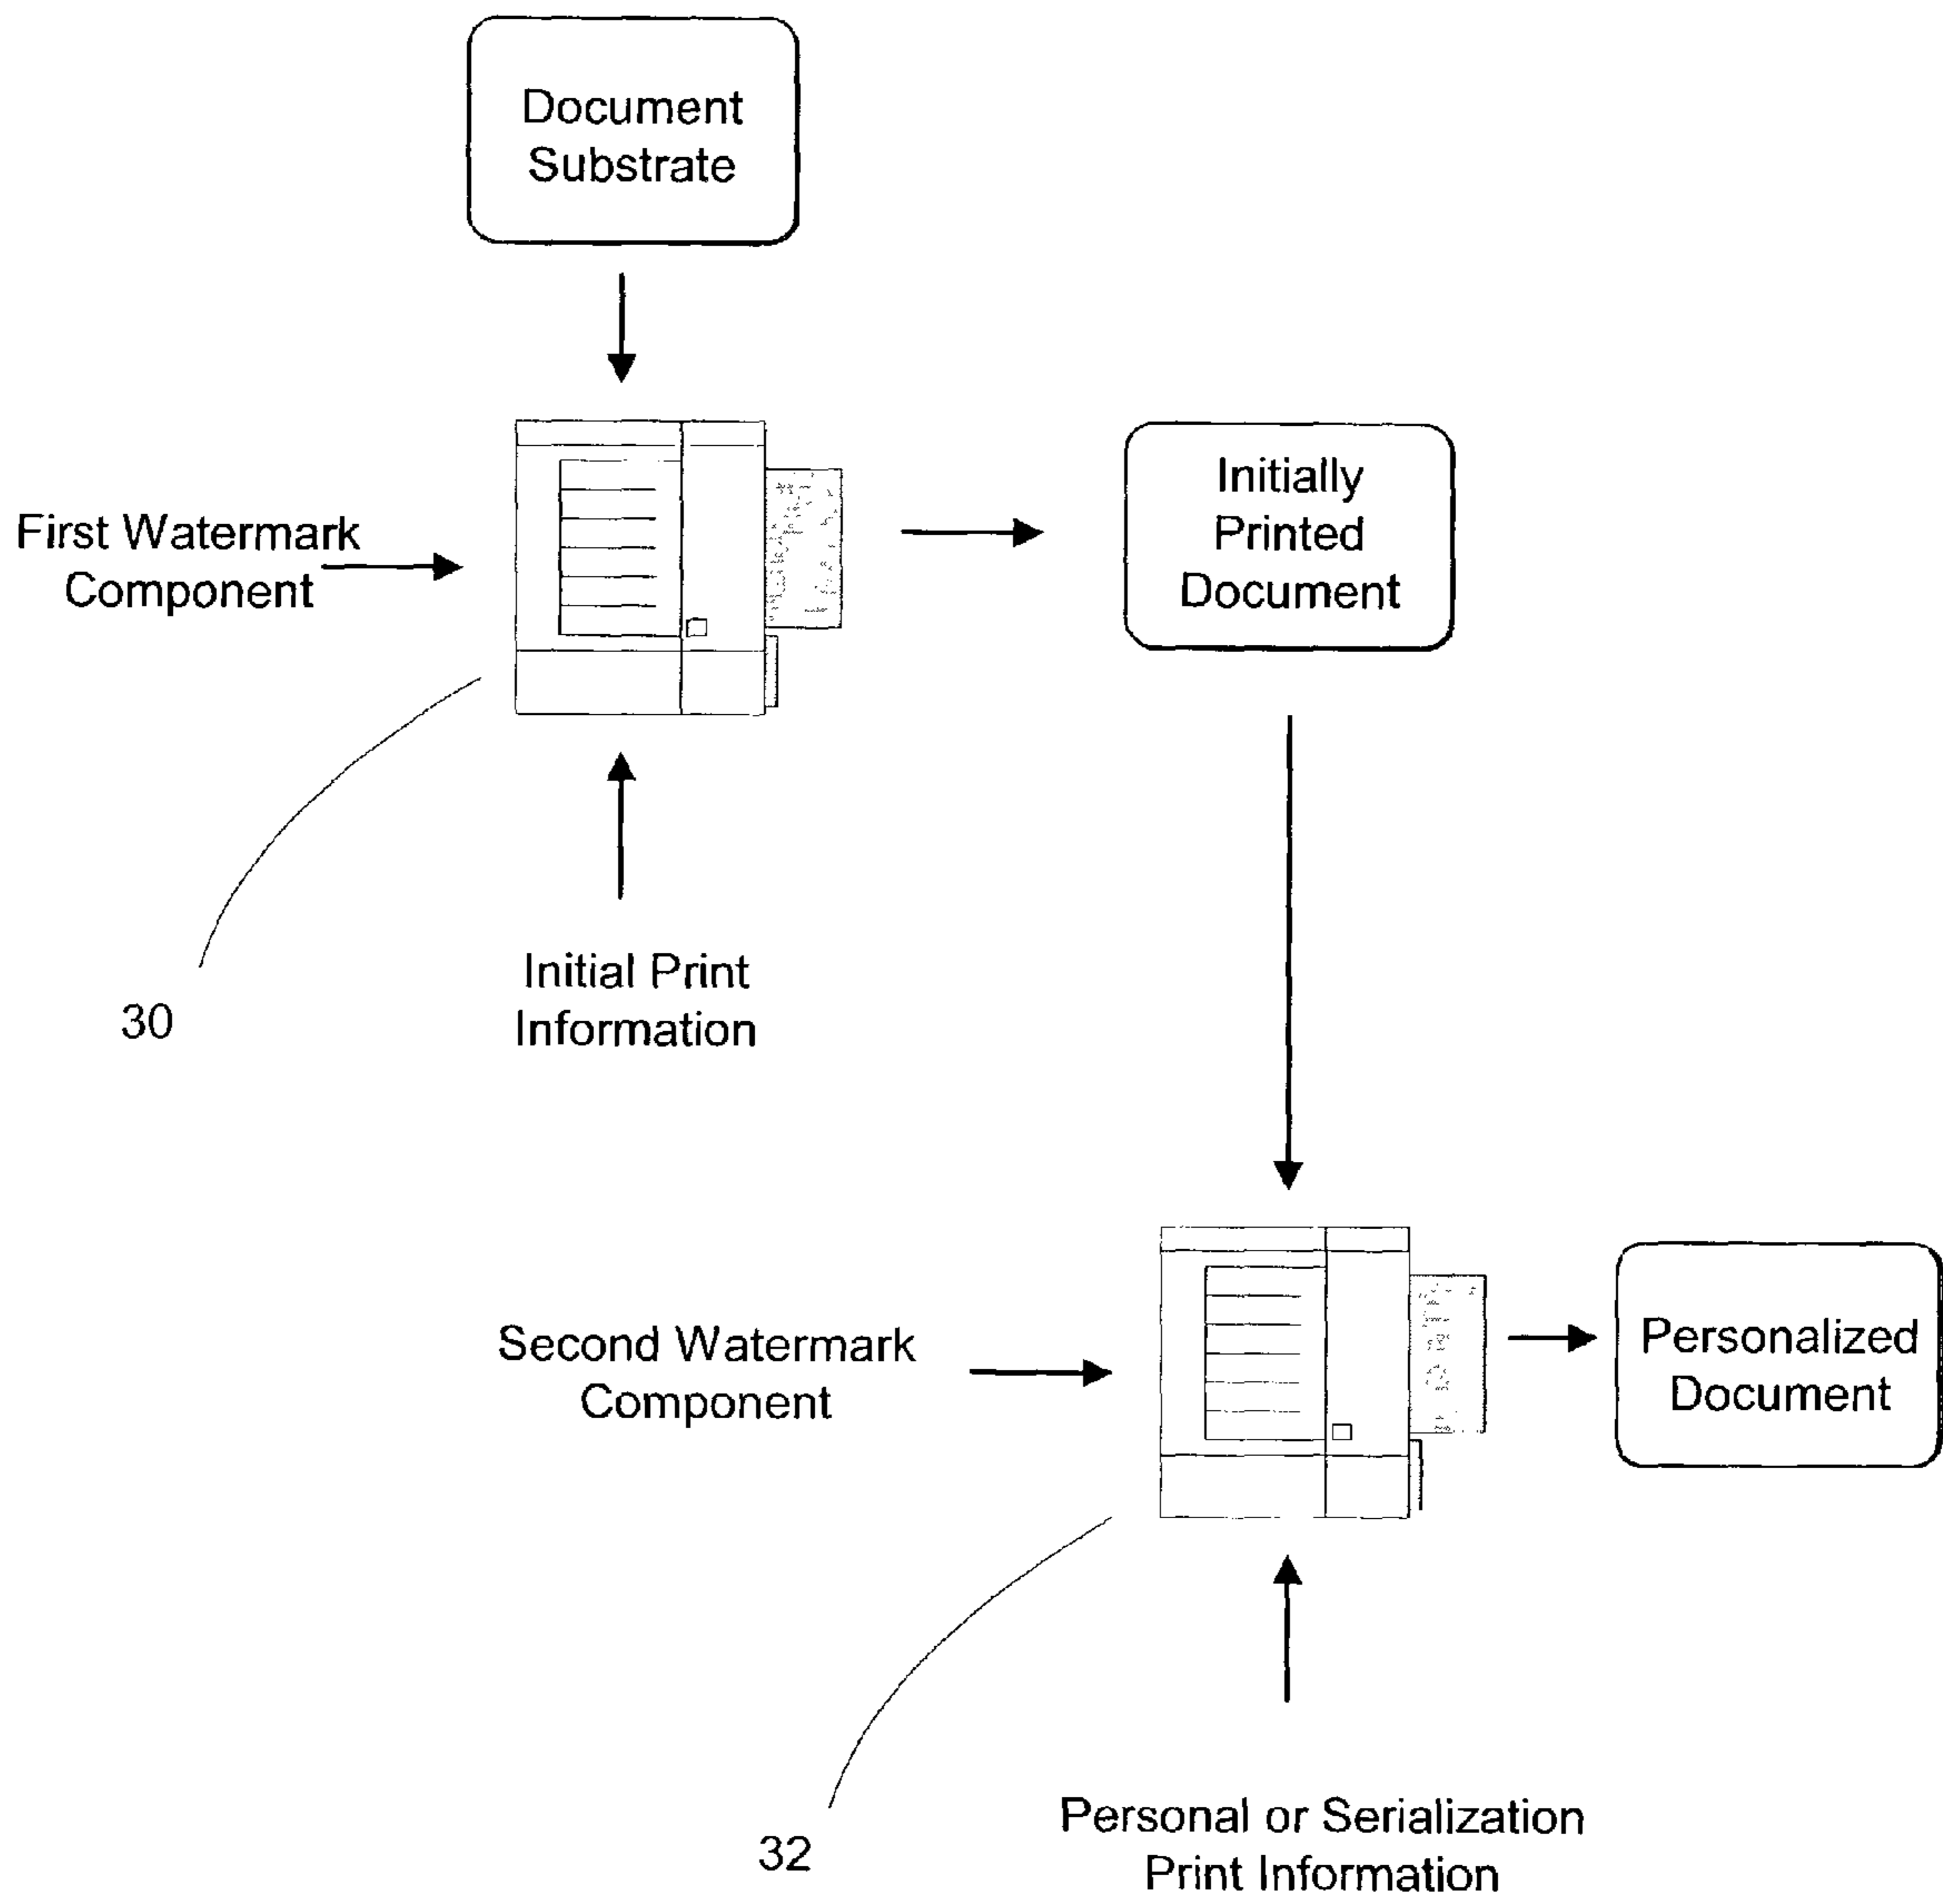 Document
Substrate
First Watermark
Component
Initially
Printed
Document
Initial Print
Information
30
Second Watermark
Component
Personalized
Document
Personal or Serialization
Print Information
32